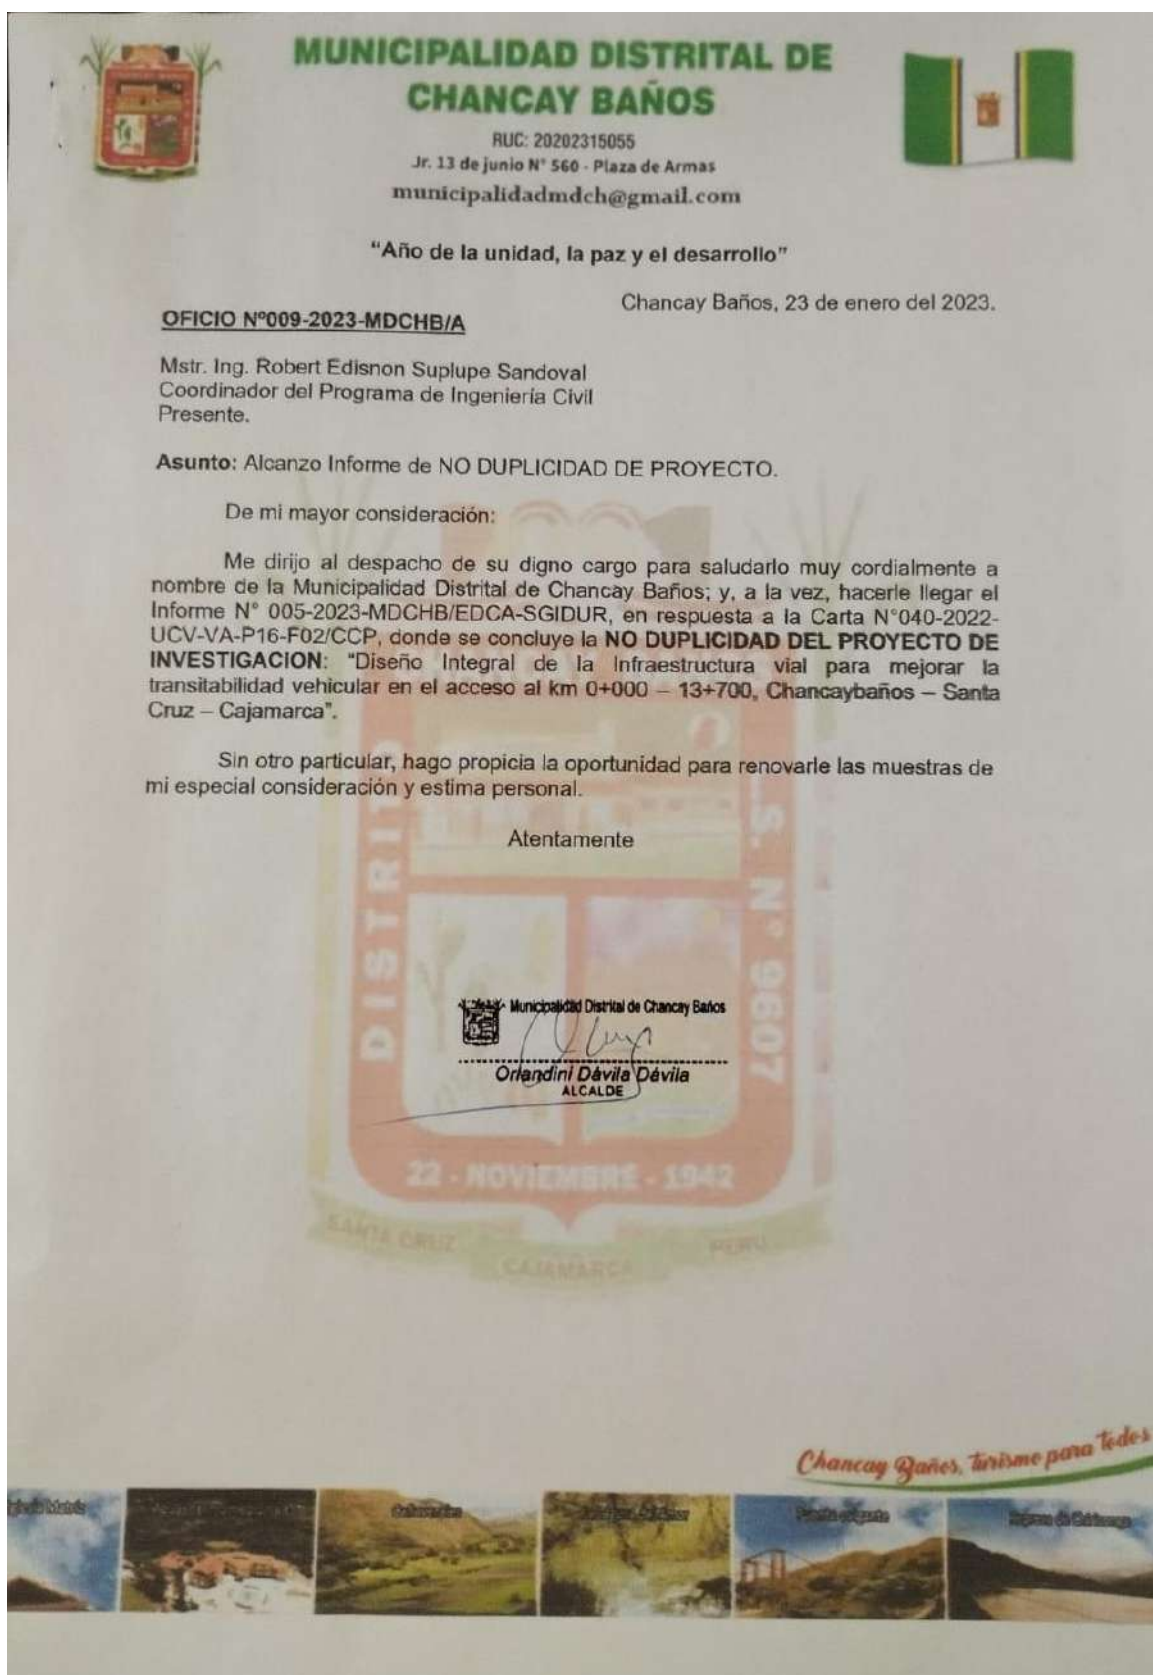 MUNICIPALIDAD DISTRITAL DE
CHANCAY BAÑOS
RUC: 20202315055
Jr. 13 de junio N° 560 - Plaza de Armas
municipalidadmdch@gmail.com
“Año de la unidad, la paz y el desarrollo”
Chancay Baños, 23 de enero del 2023.
OFICIO Nº009-2023-MDCHB/A
Mstr. Ing. Robert Edisnon Suplupe Sandoval
Coordinador del Programa de Ingeniería Civil
Presente.
Asunto: Alcanzo Informe de NO DUPLICIDAD DE PROYECTO.
De mi mayor consideración:
Me dirijo al despacho de su digno cargo para saludarlo muy cordialmente a
nombre de la Municipalidad Distrital de Chancay Baños; y, a la vez, hacerle llegar el
Informe N° 005-2023-MDCHB/EDCA-SGIDUR, en respuesta a la Carta N°040-2022-
UCV-VA-P16-F02/CCP, donde se concluye la NO DUPLICIDAD DEL PROYECTO DE
INVESTIGACION: “Diseño Integral de la Infraestructura vial para mejorar la
transitabilidad vehicular en el acceso al km 0+000 – 13+700, Chancaybaños – Santa
Cruz – Cajamarca”.
Sin otro particular, hago propicia la oportunidad para renovarle las muestras de
mi especial consideración y estima personal.
Atentamente
DISTRITO
L.S. N° 9607
Municipalidad Distrital de Chancay Baños
Orlandini Dávila Dávila
ALCALDE
22 - NOVIEMBRE - 1942
SANTA CRUZ
CAJAMARCA
PERU
Chancay Baños, turismo para todos
Iglesia Matriz
Cañaverales
Puente colgante